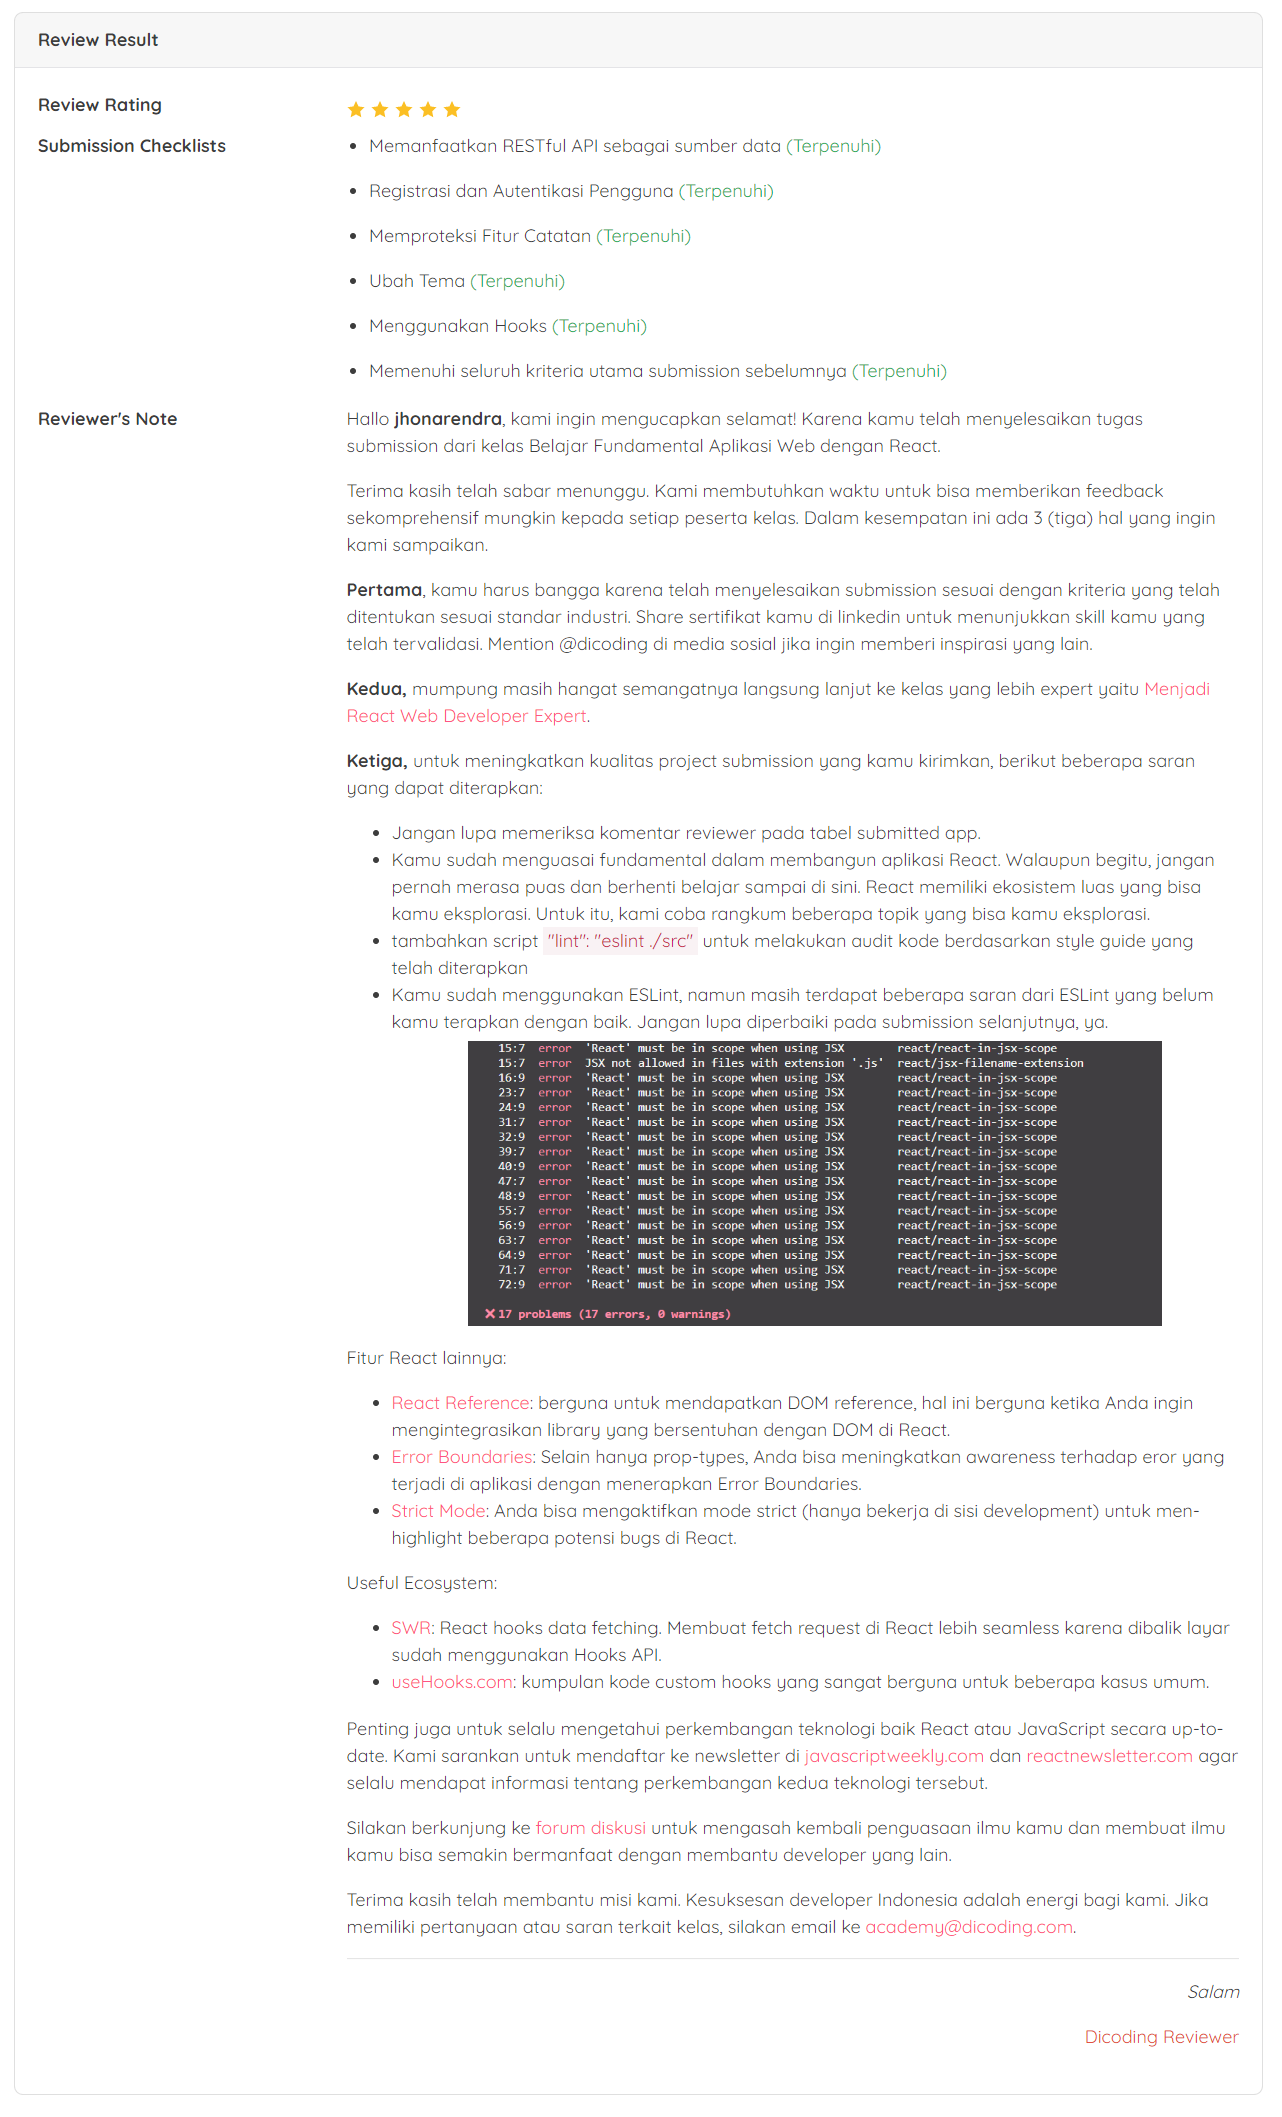 Review Result
Review Rating
Submission Checklists
Memanfaatkan RESTful API sebagai sumber data (Terpenuhi)
Registrasi dan Autentikasi Pengguna (Terpenuhi)
Memproteksi Fitur Catatan (Terpenuhi)
Ubah Tema (Terpenuhi)
Menggunakan Hooks (Terpenuhi)
Memenuhi seluruh kriteria utama submission sebelumnya (Terpenuhi)
Reviewer's Note
Hallo jhonarendra, kami ingin mengucapkan selamat! Karena kamu telah menyelesaikan tugas
submission dari kelas Belajar Fundamental Aplikasi Web dengan React.
Terima kasih telah sabar menunggu. Kami membutuhkan waktu untuk bisa memberikan feedback
sekomprehensif mungkin kepada setiap peserta kelas. Dalam kesempatan ini ada 3 (tiga) hal yang ingin
kami sampaikan.
Pertama, kamu harus bangga karena telah menyelesaikan submission sesuai dengan kriteria yang telah
ditentukan sesuai standar industri. Share sertifikat kamu di linkedin untuk menunjukkan skill kamu yang
telah tervalidasi. Mention @dicoding di media sosial jika ingin memberi inspirasi yang lain.
Kedua, mumpung masih hangat semangatnya langsung lanjut ke kelas yang lebih expert yaitu Menjadi
React Web Developer Expert.
Ketiga, untuk meningkatkan kualitas project submission yang kamu kirimkan, berikut beberapa saran
yang dapat diterapkan:
Jangan lupa memeriksa komentar reviewer pada tabel submitted app.
Kamu sudah menguasai fundamental dalam membangun aplikasi React. Walaupun begitu, jangan
pernah merasa puas dan berhenti belajar sampai di sini. React memiliki ekosistem luas yang bisa
kamu eksplorasi. Untuk itu, kami coba rangkum beberapa topik yang bisa kamu eksplorasi.
tambahkan script "lint": "eslint ./src" untuk melakukan audit kode berdasarkan style guide yang
telah diterapkan
Kamu sudah menggunakan ESLint, namun masih terdapat beberapa saran dari ESLint yang belum
kamu terapkan dengan baik. Jangan lupa diperbaiki pada submission selanjutnya, ya.
15:7 error 'React' must be in scope when using JSX react/react-in-jsx-scope
15:7 error JSX not allowed in files with extension '.js' react/jsx-filename-extension
16:9 error 'React' must be in scope when using JSX react/react-in-jsx-scope
23:7 error 'React' must be in scope when using JSX react/react-in-jsx-scope
24:9 error 'React' must be in scope when using JSX react/react-in-jsx-scope
31:7 error 'React' must be in scope when using JSX react/react-in-jsx-scope
32:9 error 'React' must be in scope when using JSX react/react-in-jsx-scope
39:7 error 'React' must be in scope when using JSX react/react-in-jsx-scope
40:9 error 'React' must be in scope when using JSX react/react-in-jsx-scope
47:7 error 'React' must be in scope when using JSX react/react-in-jsx-scope
48:9 error 'React' must be in scope when using JSX react/react-in-jsx-scope
55:7 error 'React' must be in scope when using JSX react/react-in-jsx-scope
56:9 error 'React' must be in scope when using JSX react/react-in-jsx-scope
63:7 error 'React' must be in scope when using JSX react/react-in-jsx-scope
64:9 error 'React' must be in scope when using JSX react/react-in-jsx-scope
71:7 error 'React' must be in scope when using JSX react/react-in-jsx-scope
72:9 error 'React' must be in scope when using JSX react/react-in-jsx-scope
✖ 17 problems (17 errors, 0 warnings)
Fitur React lainnya:
React Reference: berguna untuk mendapatkan DOM reference, hal ini berguna ketika Anda ingin
mengintegrasikan library yang bersentuhan dengan DOM di React.
Error Boundaries: Selain hanya prop-types, Anda bisa meningkatkan awareness terhadap eror yang
terjadi di aplikasi dengan menerapkan Error Boundaries.
Strict Mode: Anda bisa mengaktifkan mode strict (hanya bekerja di sisi development) untuk men-
highlight beberapa potensi bugs di React.
Useful Ecosystem:
SWR: React hooks data fetching. Membuat fetch request di React lebih seamless karena dibalik layar
sudah menggunakan Hooks API.
useHooks.com: kumpulan kode custom hooks yang sangat berguna untuk beberapa kasus umum.
Penting juga untuk selalu mengetahui perkembangan teknologi baik React atau JavaScript secara up-to-
date. Kami sarankan untuk mendaftar ke newsletter di javascriptweekly.com dan reactnewsletter.com agar
selalu mendapat informasi tentang perkembangan kedua teknologi tersebut.
Silakan berkunjung ke forum diskusi untuk mengasah kembali penguasaan ilmu kamu dan membuat ilmu
kamu bisa semakin bermanfaat dengan membantu developer yang lain.
Terima kasih telah membantu misi kami. Kesuksesan developer Indonesia adalah energi bagi kami. Jika
memiliki pertanyaan atau saran terkait kelas, silakan email ke academy@dicoding.com.
Salam
Dicoding Reviewer